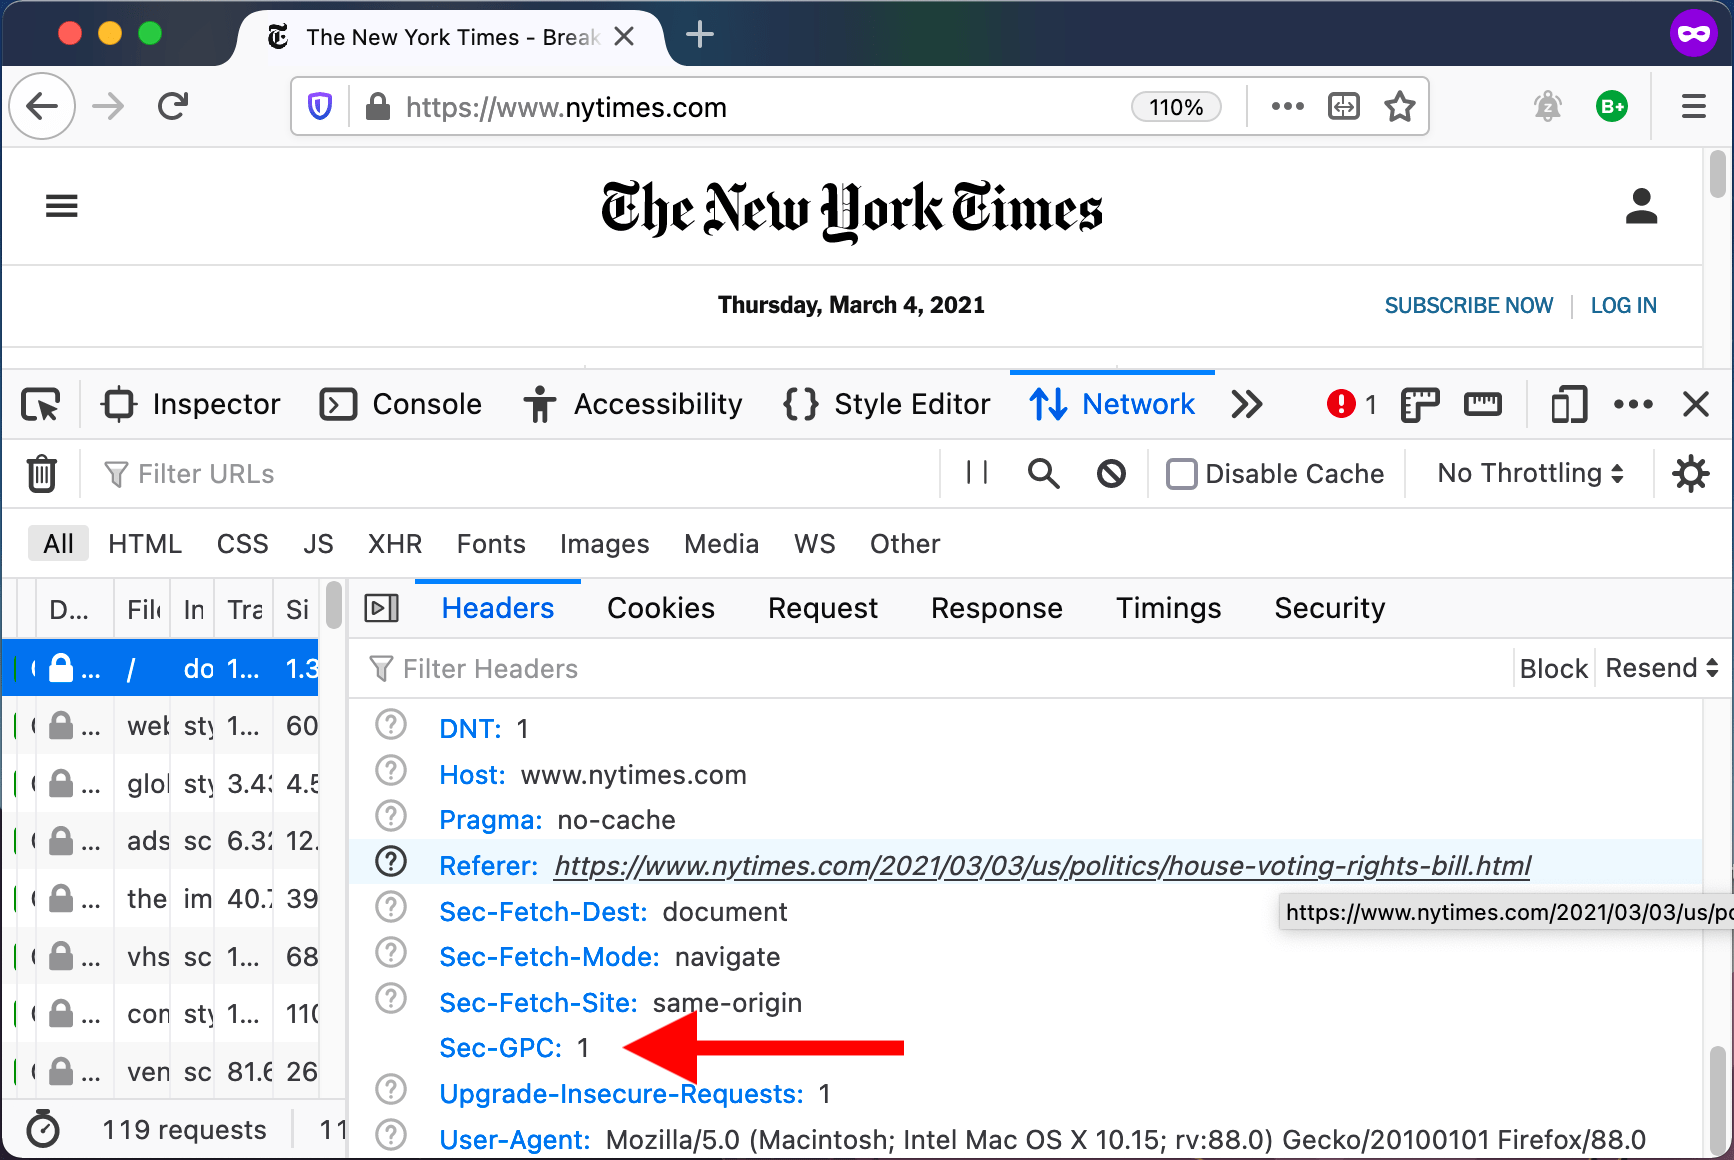 The New York Times - Break
https://www.nytimes.com 110%
B+
The New York Times
Thursday, March 4, 2021
SUBSCRIBE NOW | LOG IN
Inspector Console Accessibility Style Editor Network 1
Filter URLs Disable Cache No Throttling
All HTML CSS JS XHR Fonts Images Media WS Other
D... File In Tra Si
Headers Cookies Request Response Timings Security
Filter Headers Block Resend
... / do 1... 1.3
... web sty 1... 60
... glol sty 3.43 4.5
... ads sc 6.32 12.
... the im 40.7 39
... vhs sc 1... 68
... con sty 1... 110
... ven sc 81.6 26
119 requests 11
DNT: 1
Host: www.nytimes.com
Pragma: no-cache
Referer: https://www.nytimes.com/2021/03/03/us/politics/house-voting-rights-bill.html
https://www.nytimes.com/2021/03/03/us/po
Sec-Fetch-Dest: document
Sec-Fetch-Mode: navigate
Sec-Fetch-Site: same-origin
Sec-GPC: 1
Upgrade-Insecure-Requests: 1
User-Agent: Mozilla/5.0 (Macintosh; Intel Mac OS X 10.15; rv:88.0) Gecko/20100101 Firefox/88.0